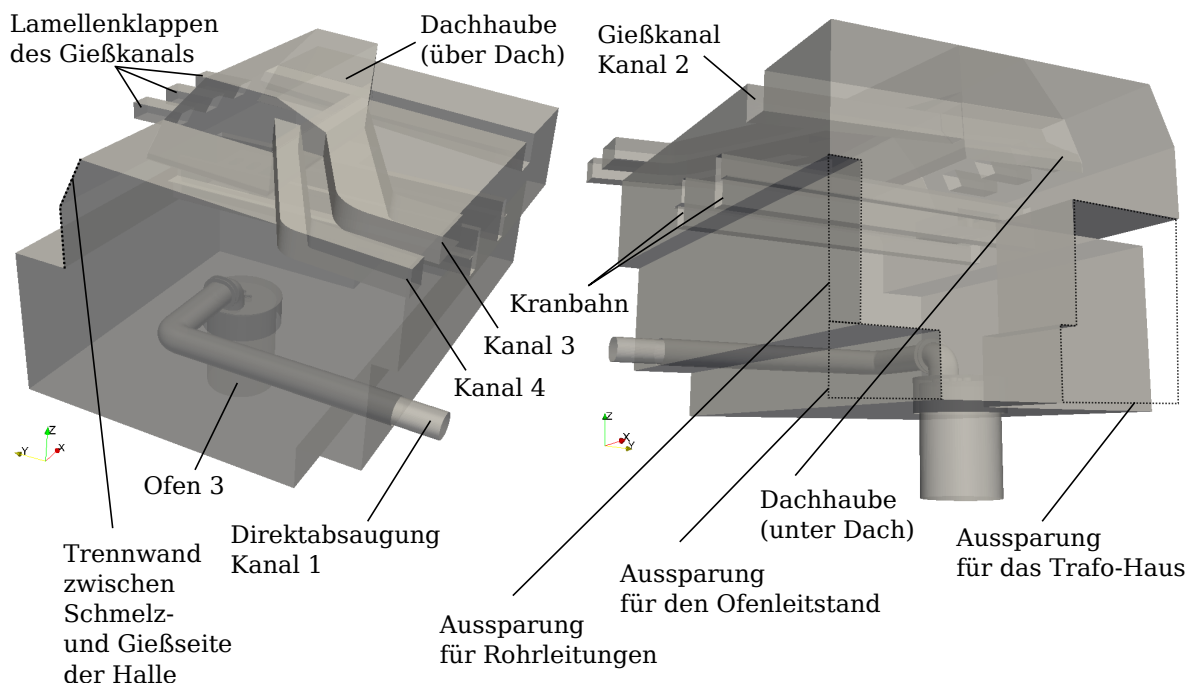 Lamellenklappen
des Gießkanals
Dachhaube
(über Dach)
Kanal 3
Kanal 4
Ofen 3
Direktabsaugung
Kanal 1
Trennwand
zwischen
Schmelz-
und Gießseite
der Halle
Z
Y
X
Gießkanal
Kanal 2
Kranbahn
Dachhaube
(unter Dach)
Aussparung
für das Trafo-Haus
Aussparung
für den Ofenleitstand
Aussparung
für Rohrleitungen
Z
X
Y